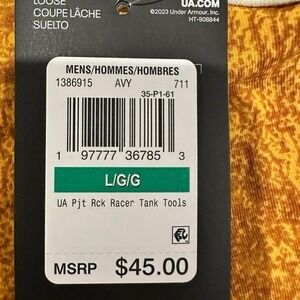 LOOSE
COUPE LÂCHE
SUELTO
UA.COM
©2023 Under Armour, Inc.
HT-908844
MENS/HOMMES/HOMBRES
1386915 AVY 711
35-P1-61
1 97777 36785 3
L/G/G
UA Pjt Rck Racer Tank Tools
MSRP $45.00